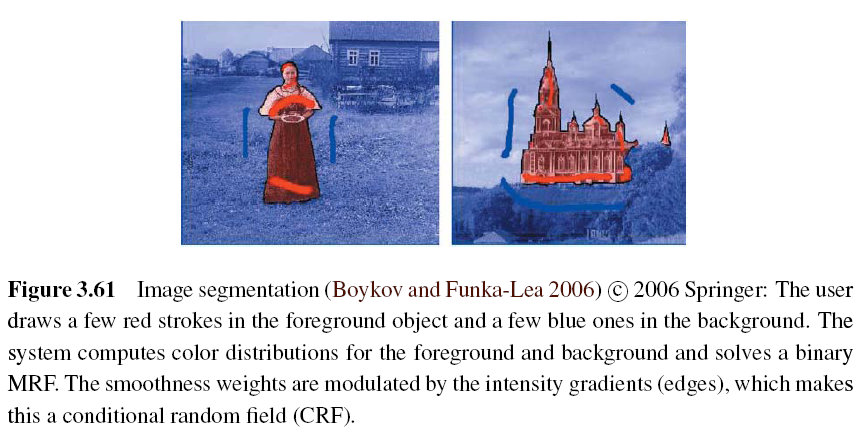 Figure 3.61 Image segmentation (Boykov and Funka-Lea 2006) © 2006 Springer: The user
draws a few red strokes in the foreground object and a few blue ones in the background. The
system computes color distributions for the foreground and background and solves a binary
MRF. The smoothness weights are modulated by the intensity gradients (edges), which makes
this a conditional random field (CRF).